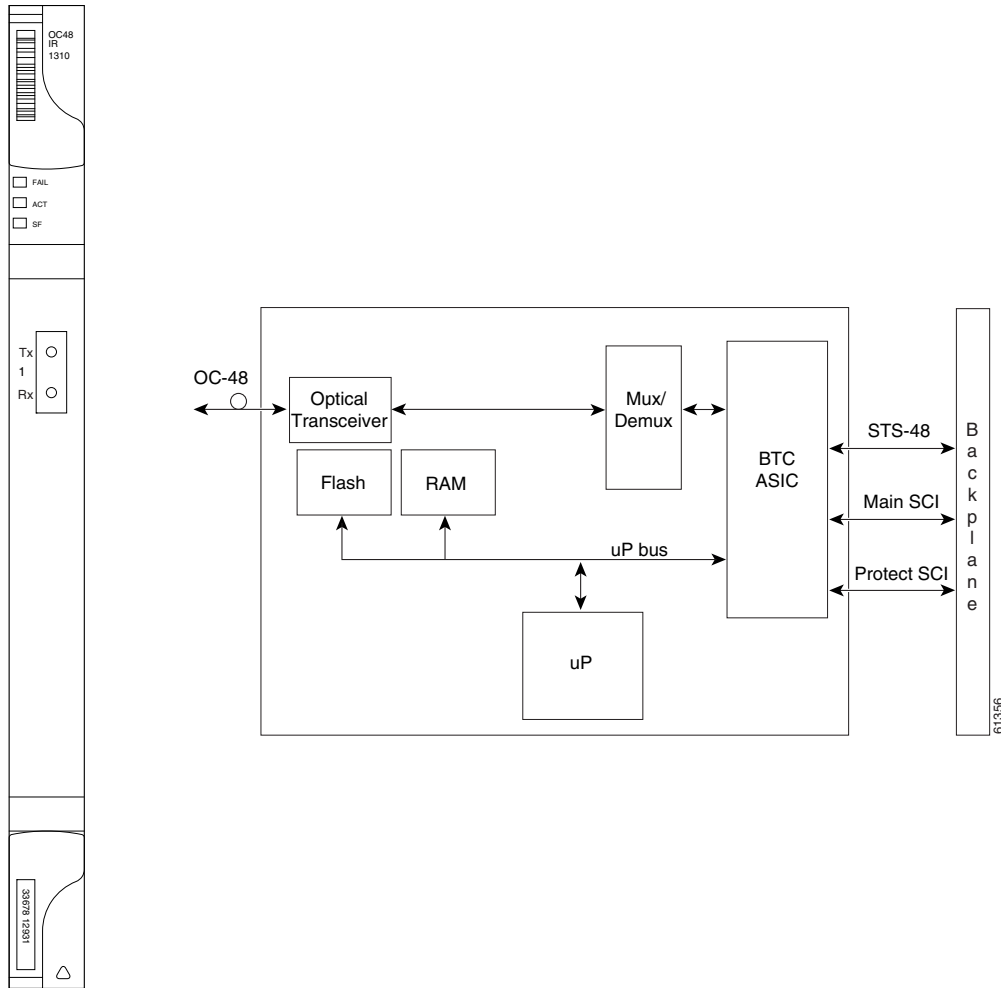 OC48
IR
1310
FAIL
ACT
SF
Tx
1
Rx
33678 12931
OC-48
Optical
Transceiver
Mux/
Demux
BTC
ASIC
Flash
RAM
uP bus
uP
STS-48
Main SCI
Protect SCI
Backplane
61356